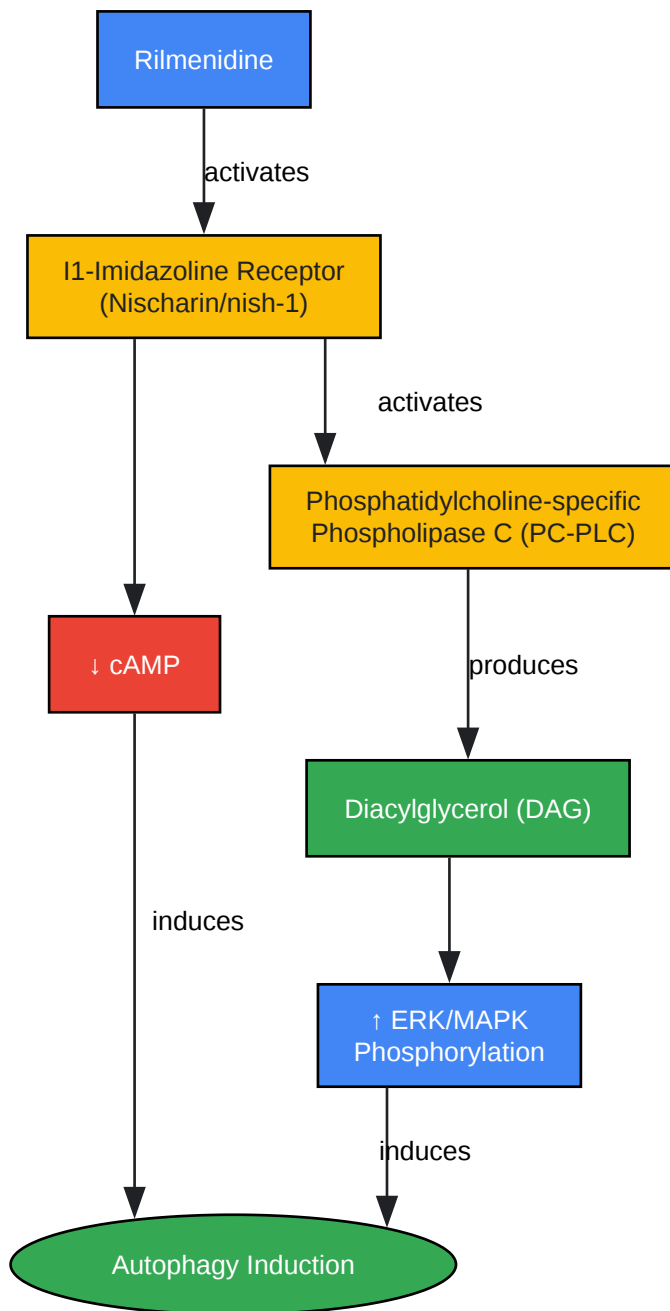 Rilmenidine
activates
I1-Imidazoline Receptor
(Nischarin/nish-1)
activates
Phosphatidylcholine-specific
Phospholipase C (PC-PLC)
↓ cAMP
produces
Diacylglycerol (DAG)
induces
↑ ERK/MAPK
Phosphorylation
induces
Autophagy Induction